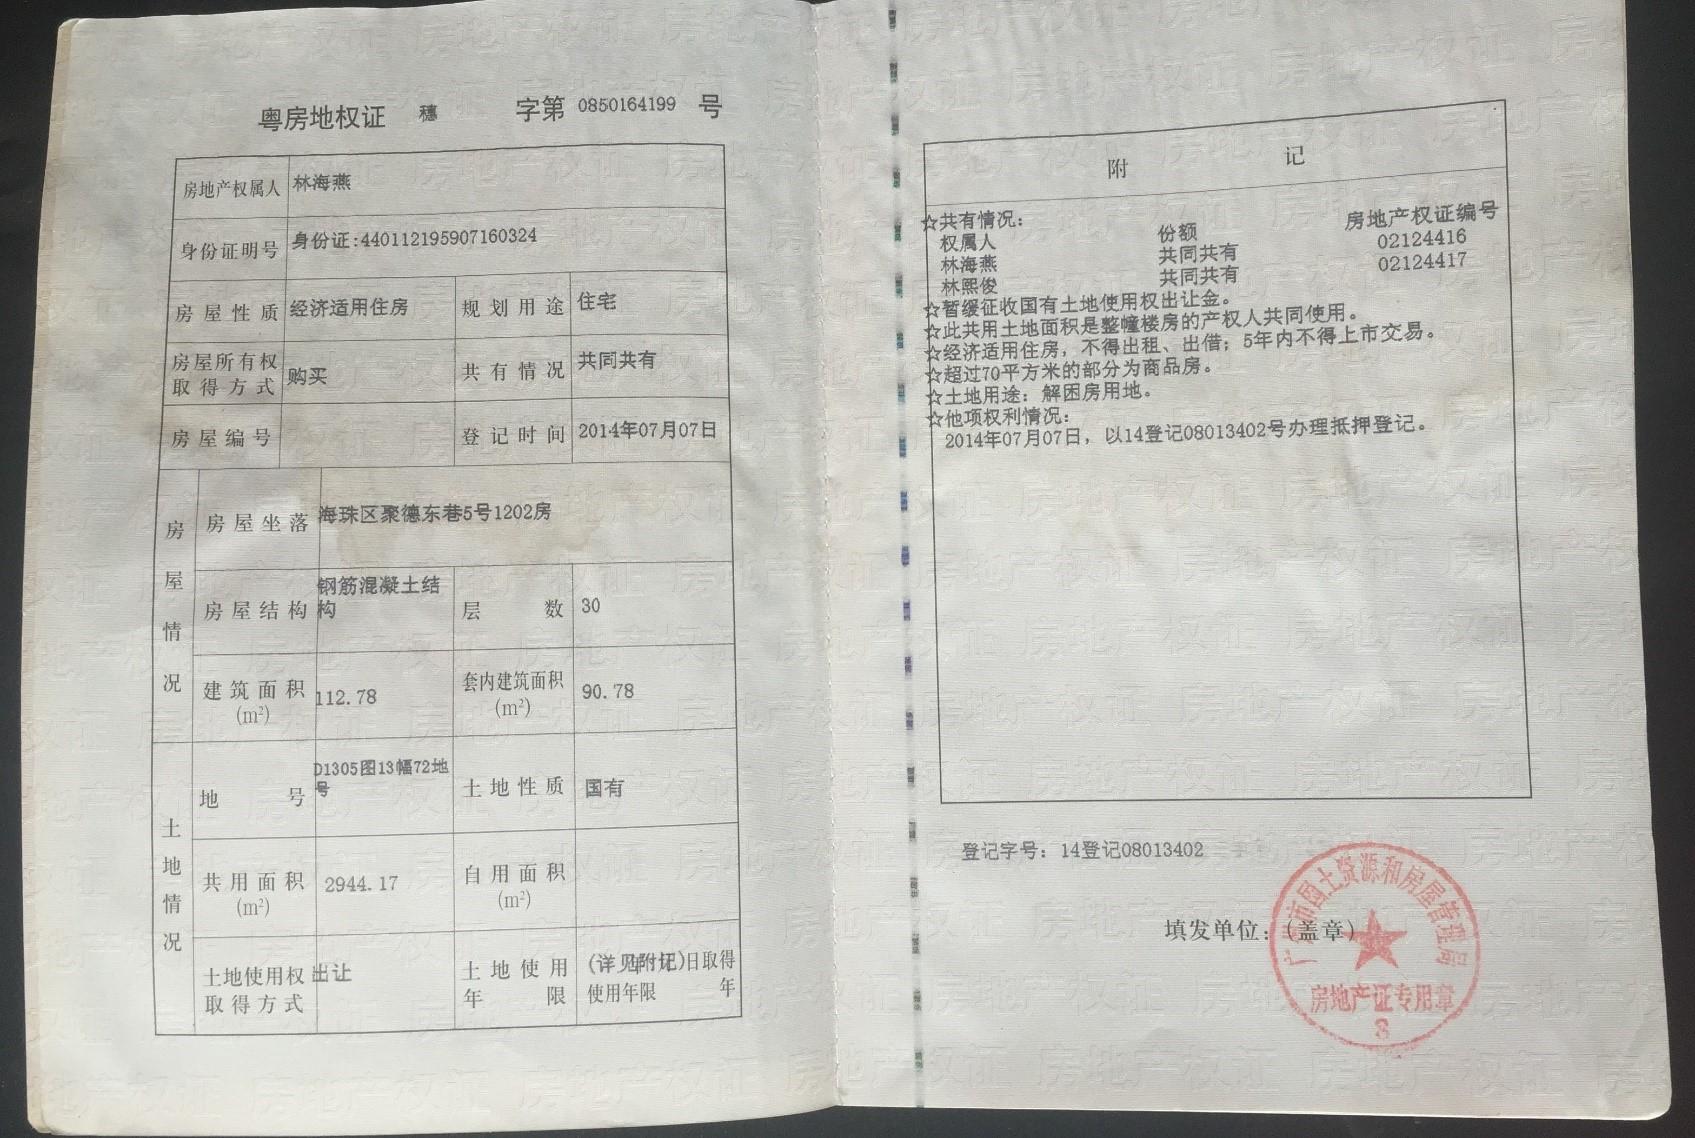 粤房地权证 穗 字第 0850164199 号
房地产权属人 林海燕
身份证明号 身份证:440112195907160324
房屋性质 经济适用住房 规划用途 住宅
房屋所有权
取得方式 购买 共有情况 共同共有
房屋编号 登记时间 2014年07月07日
房屋情况
房屋坐落 海珠区聚德东巷5号1202房
房屋结构 钢筋混凝土结
构 层数 30
建筑面积
(m²) 112.78 套内建筑面积
(m²) 90.78
土地情况
地号 D1305图13幅72地
号 土地性质 国有
共用面积
(m²) 2944.17 自用面积
(m²)
土地使用权
取得方式 出让 土地使用
年限 (详见附记)日取得
使用年限 年
附记
☆共有情况:
权属人 份额 房地产权证编号
林海燕 共同共有 02124416
林熙俊 共同共有 02124417
☆暂缓征收国有土地使用权出让金。
☆此共用土地面积是整幢楼房的产权人共同使用。
☆经济适用住房，不得出租、出借；5年内不得上市交易。
☆超过70平方米的部分为商品房。
☆土地用途：解困房用地。
☆他项权利情况:
2014年07月07日，以14登记08013402号办理抵押登记。
登记字号：14登记08013402
填发单位：(盖章)
广州市国土资源和房屋管理局
房地产证专用章
3